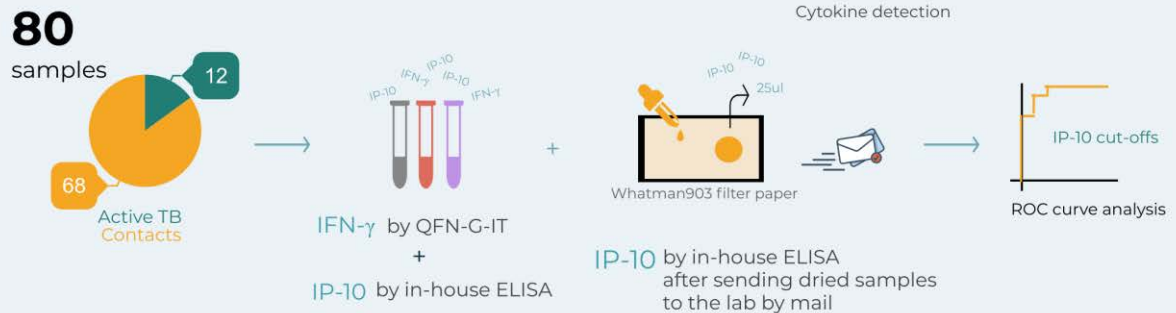 80
samples
12
68
Active TB
Contacts
IP-10
IFN-γ
IP-10
IP-10
IFN-γ
IFN-γ by QFN-G-IT
+
IP-10 by in-house ELISA
+
Cytokine detection
IP-10
IP-10
25ul
Whatman903 filter paper
IP-10 by in-house ELISA
after sending dried samples
to the lab by mail
IP-10 cut-offs
ROC curve analysis